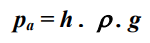 pₐ = h . ρ . g